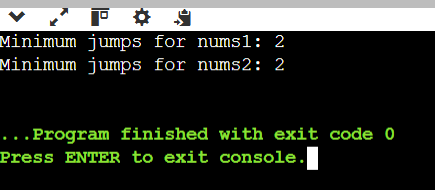 Minimum jumps for nums1: 2
Minimum jumps for nums2: 2
...Program finished with exit code 0
Press ENTER to exit console.